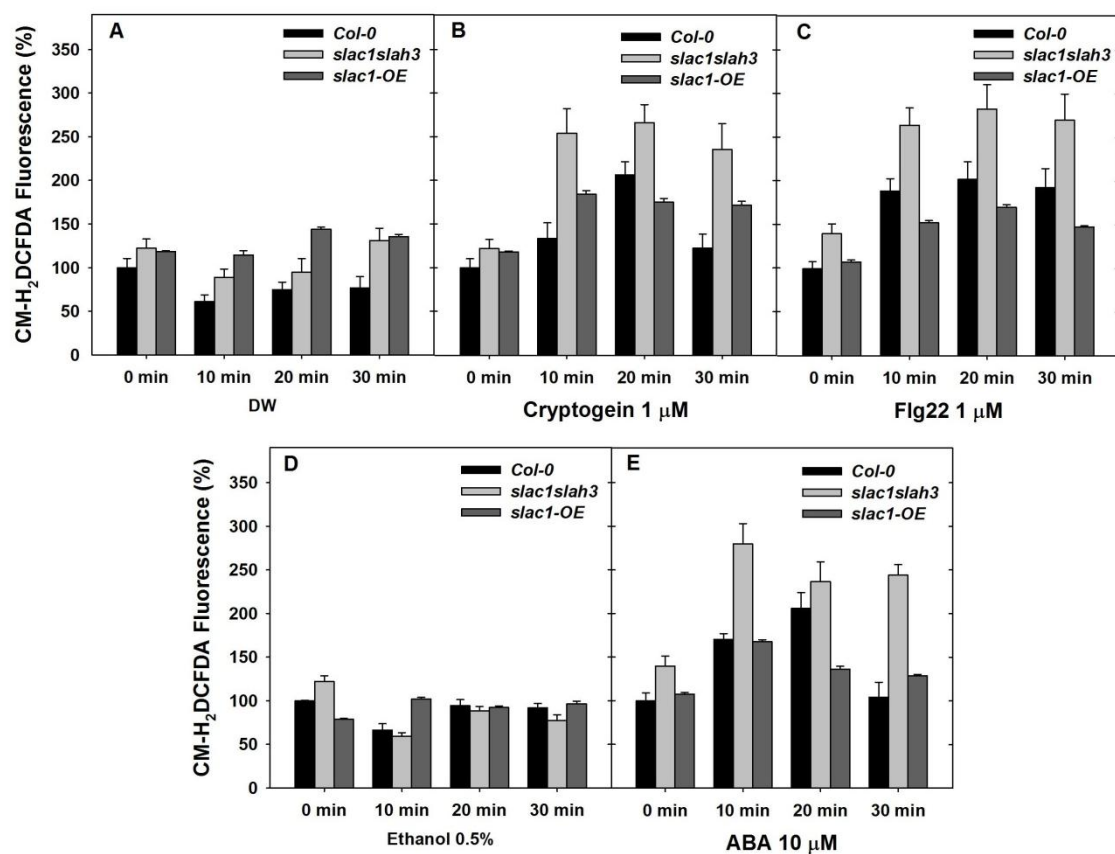 CM-H₂DCFDA Fluorescence (%)
350
300
250
200
150
100
50
0
A
Col-0
slac1slah3
slac1-OE
0 min 10 min 20 min 30 min
DW
B
Col-0
slac1slah3
slac1-OE
0 min 10 min 20 min 30 min
Cryptogein 1 μM
C
Col-0
slac1slah3
slac1-OE
0 min 10 min 20 min 30 min
Flg22 1 μM
CM-H₂DCFDA Fluorescence (%)
350
300
250
200
150
100
50
0
D
Col-0
slac1slah3
slac1-OE
0 min 10 min 20 min 30 min
Ethanol 0.5%
E
Col-0
slac1slah3
slac1-OE
0 min 10 min 20 min 30 min
ABA 10 μM